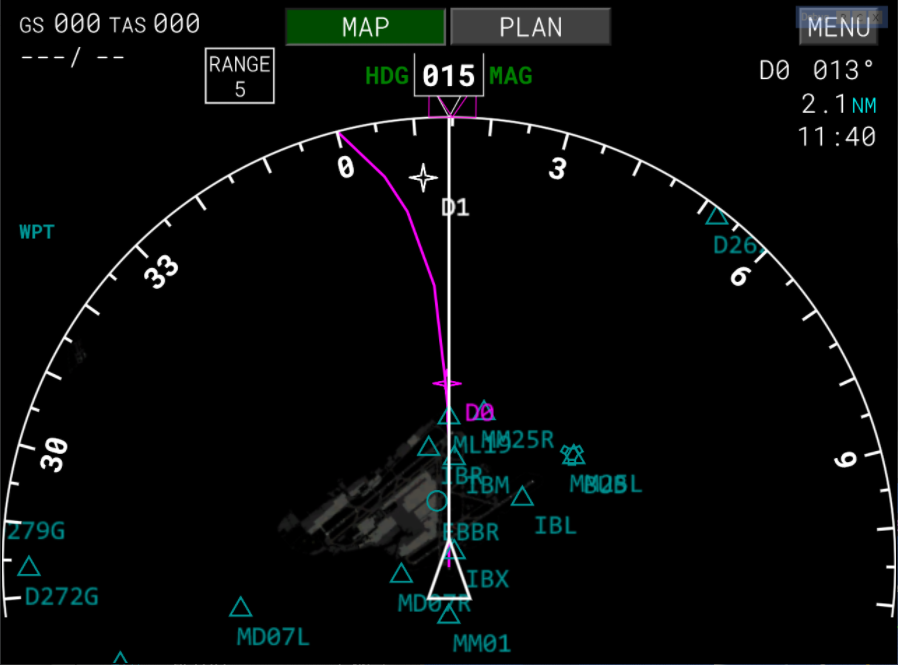 GS 000 TAS 000
---/ --
MAP
PLAN
MENU
RANGE
5
HDG 015 MAG
D0 013°
2.1NM
11:40
0
3
D1
WPT
D26
33
6
D0
MM25R
ML19
30
9
IBR
IBM
IBL
279G
EBBR
D272G
IBX
MD07R
MD07L
MM01